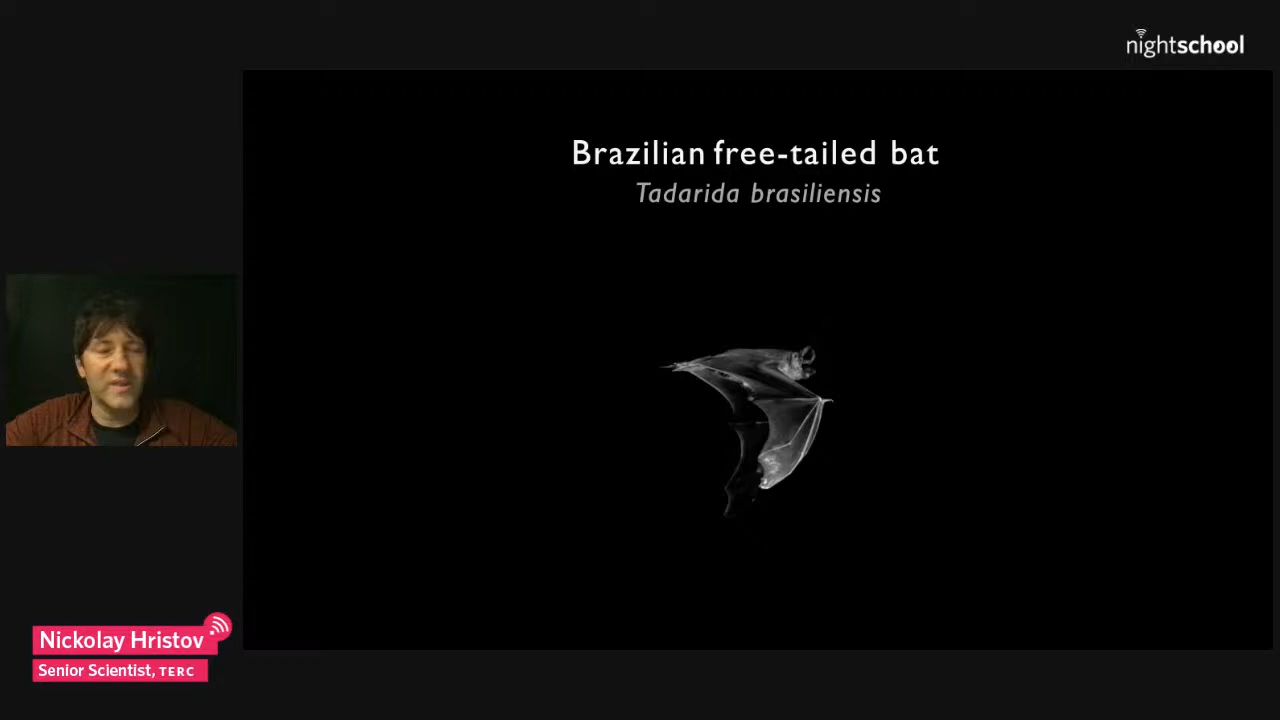 nightschool
Brazilian free-tailed bat
Tadarida brasiliensis
Nickolay Hristov
Senior Scientist, TERC